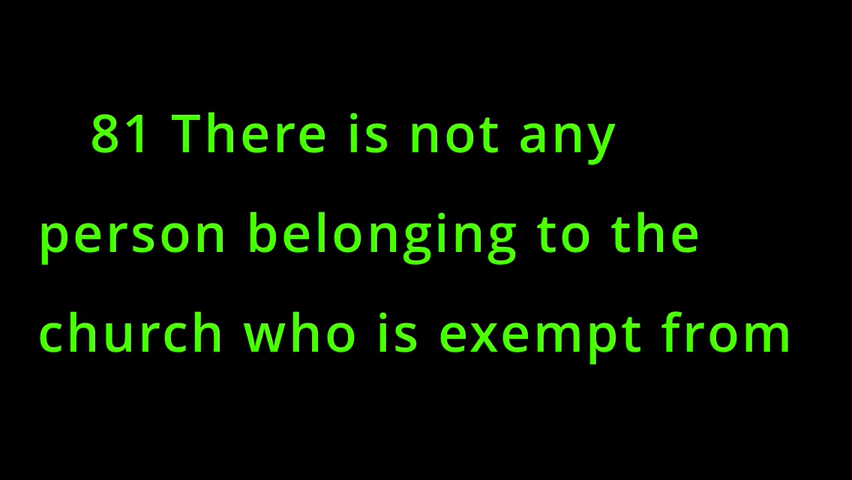 81 There is not any
person belonging to the
church who is exempt from